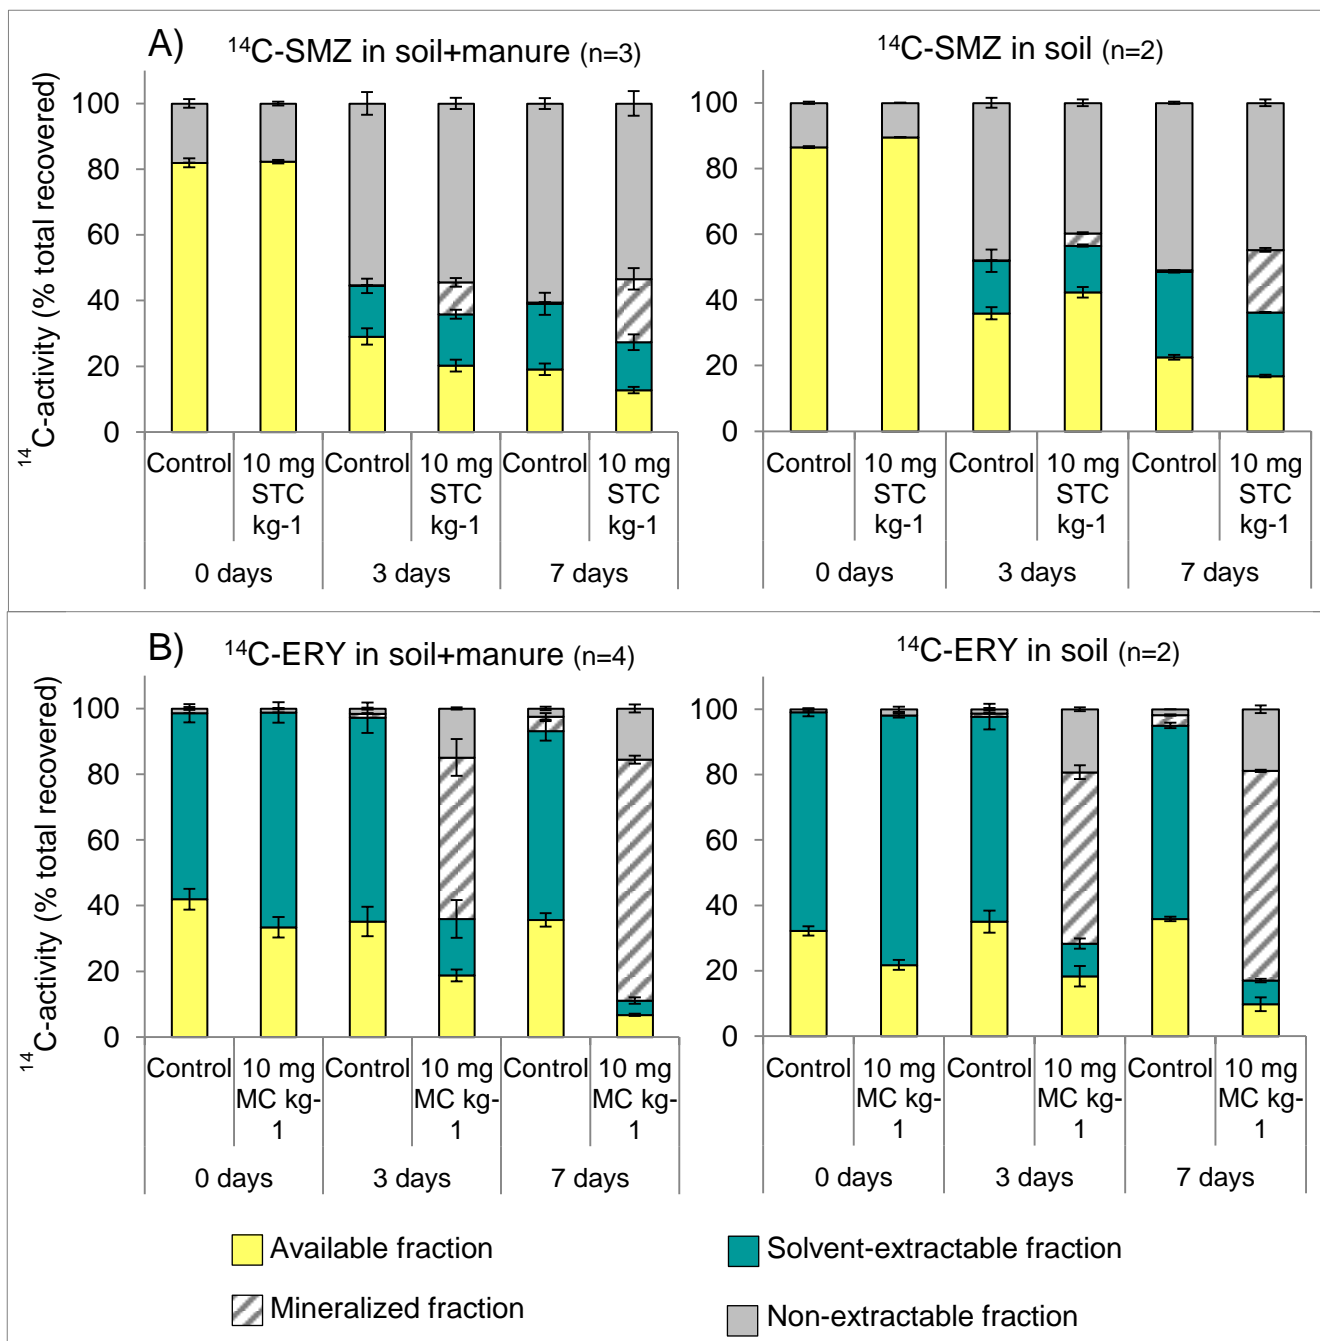 A)
¹⁴C-SMZ in soil+manure (n=3)
¹⁴C-SMZ in soil (n=2)
¹⁴C-activity (% total recovered)
100
80
60
40
20
0
100
80
60
40
20
0
Control
10 mg
STC
kg-1
Control
10 mg
STC
kg-1
Control
10 mg
STC
kg-1
0 days
3 days
7 days
Control
10 mg
STC
kg-1
Control
10 mg
STC
kg-1
Control
10 mg
STC
kg-1
0 days
3 days
7 days
B)
¹⁴C-ERY in soil+manure (n=4)
¹⁴C-ERY in soil (n=2)
¹⁴C-activity (% total recovered)
100
80
60
40
20
0
100
80
60
40
20
0
Control
10 mg
MC kg-
1
Control
10 mg
MC kg-
1
Control
10 mg
MC kg-
1
0 days
3 days
7 days
Control
10 mg
MC kg-
1
Control
10 mg
MC kg-
1
Control
10 mg
MC kg-
1
0 days
3 days
7 days
Available fraction
Solvent-extractable fraction
Mineralized fraction
Non-extractable fraction